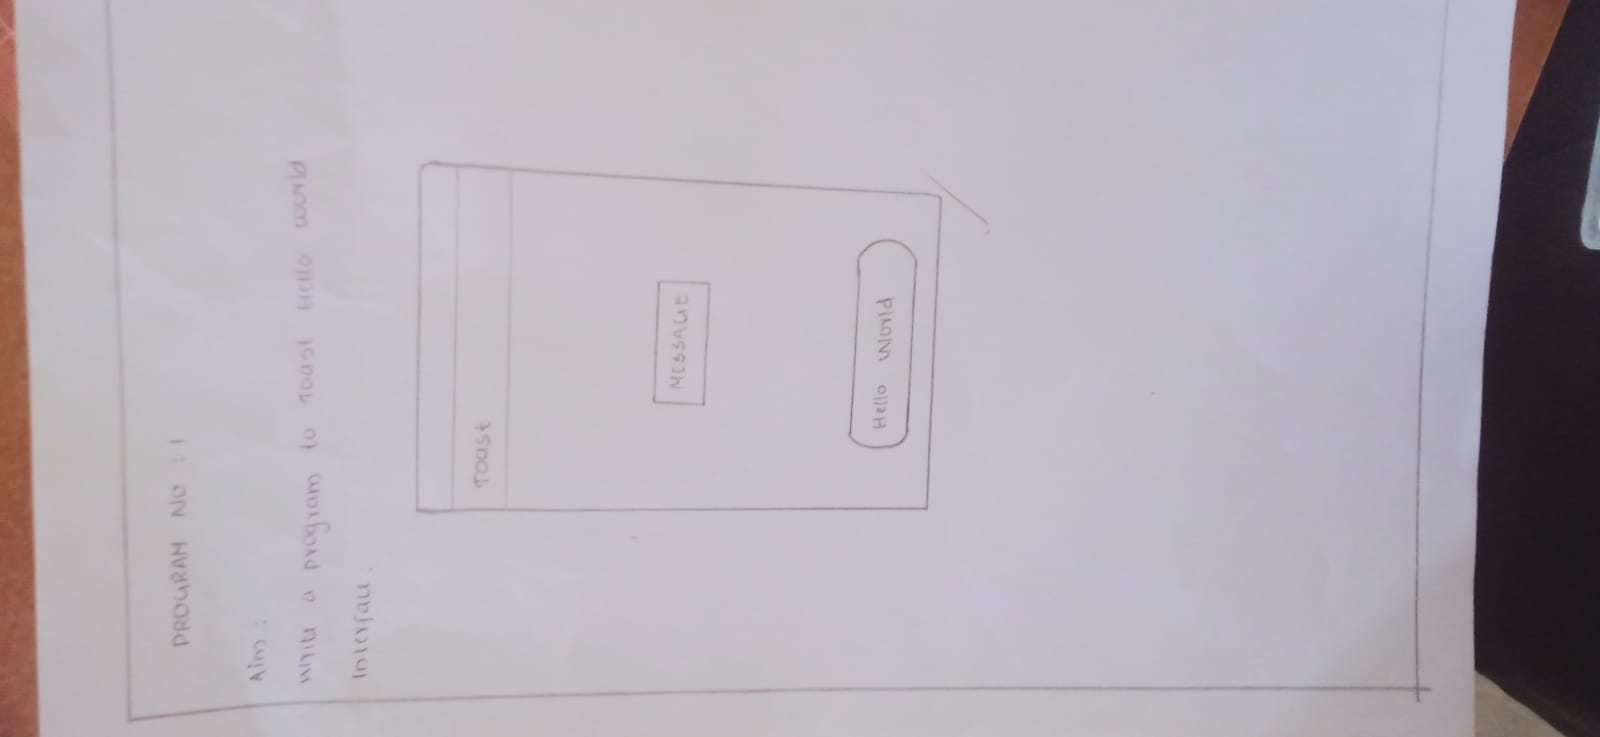 PROGRAM NO : 1
Aim :
Write a program to Toast Hello world
Interface :
Toast
MESSAGE
Hello World